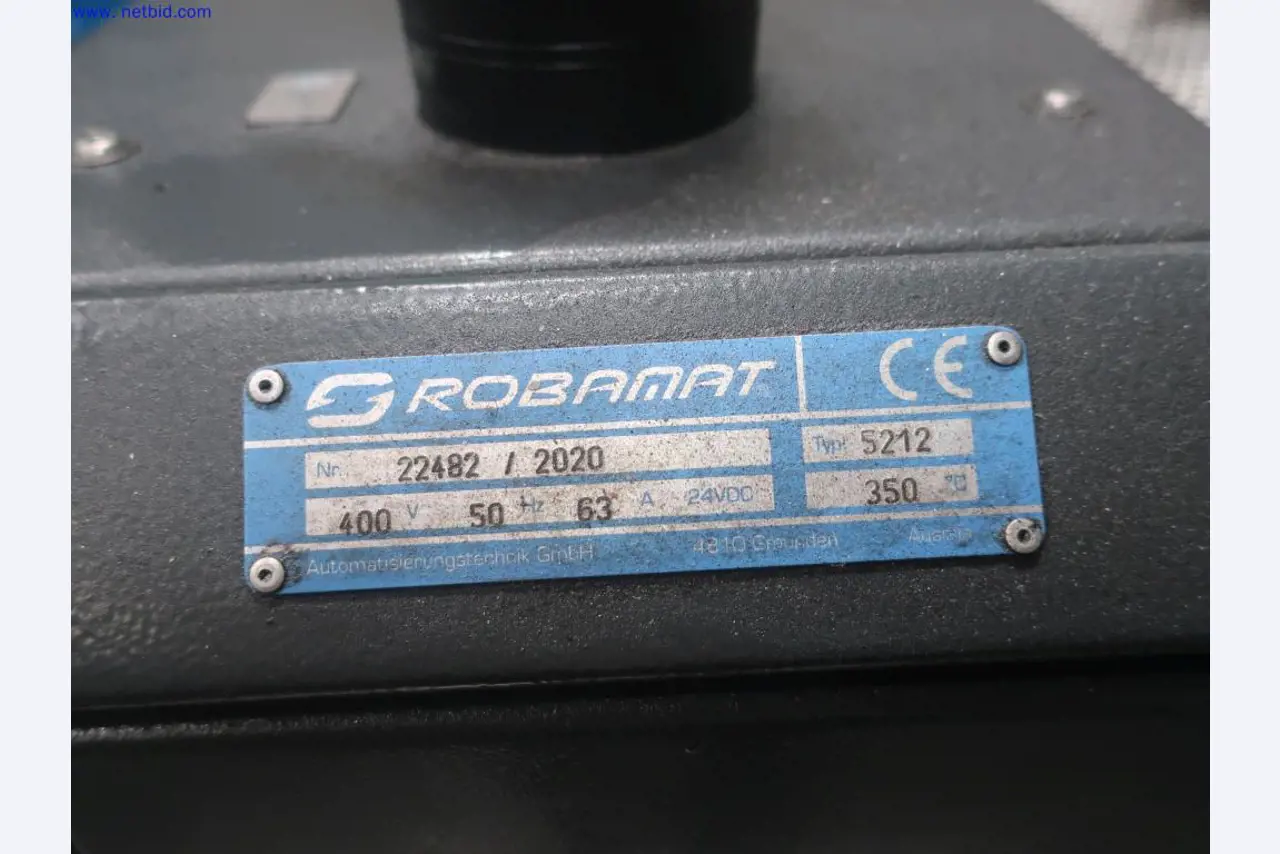 www.netbid.com
ROBAMAT CE
Nr. 22482 / 2020 Typ: 5212
400 V 50 Hz 63 A 24VDC 350 °C
Automatisierungstechnik GmbH 4810 Gmunden Austria